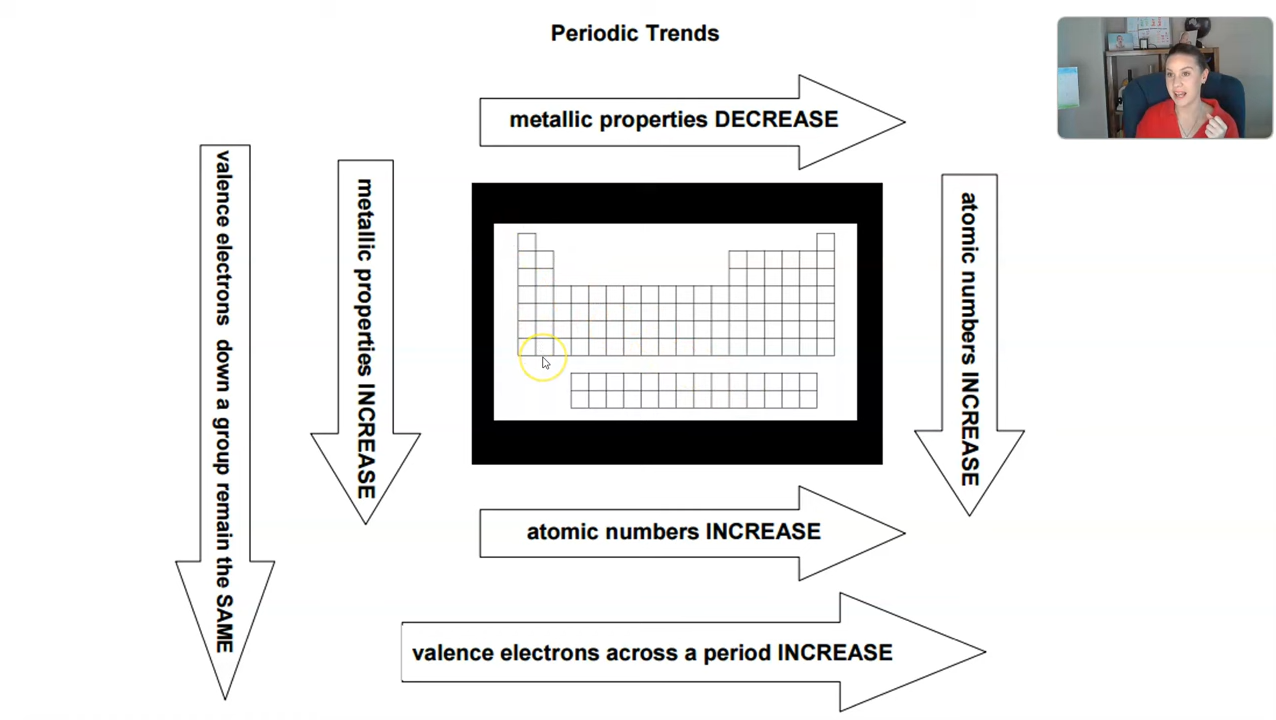 Periodic Trends
metallic properties DECREASE
valence electrons down a group remain the SAME
metallic properties INCREASE
atomic numbers INCREASE
atomic numbers INCREASE
valence electrons across a period INCREASE